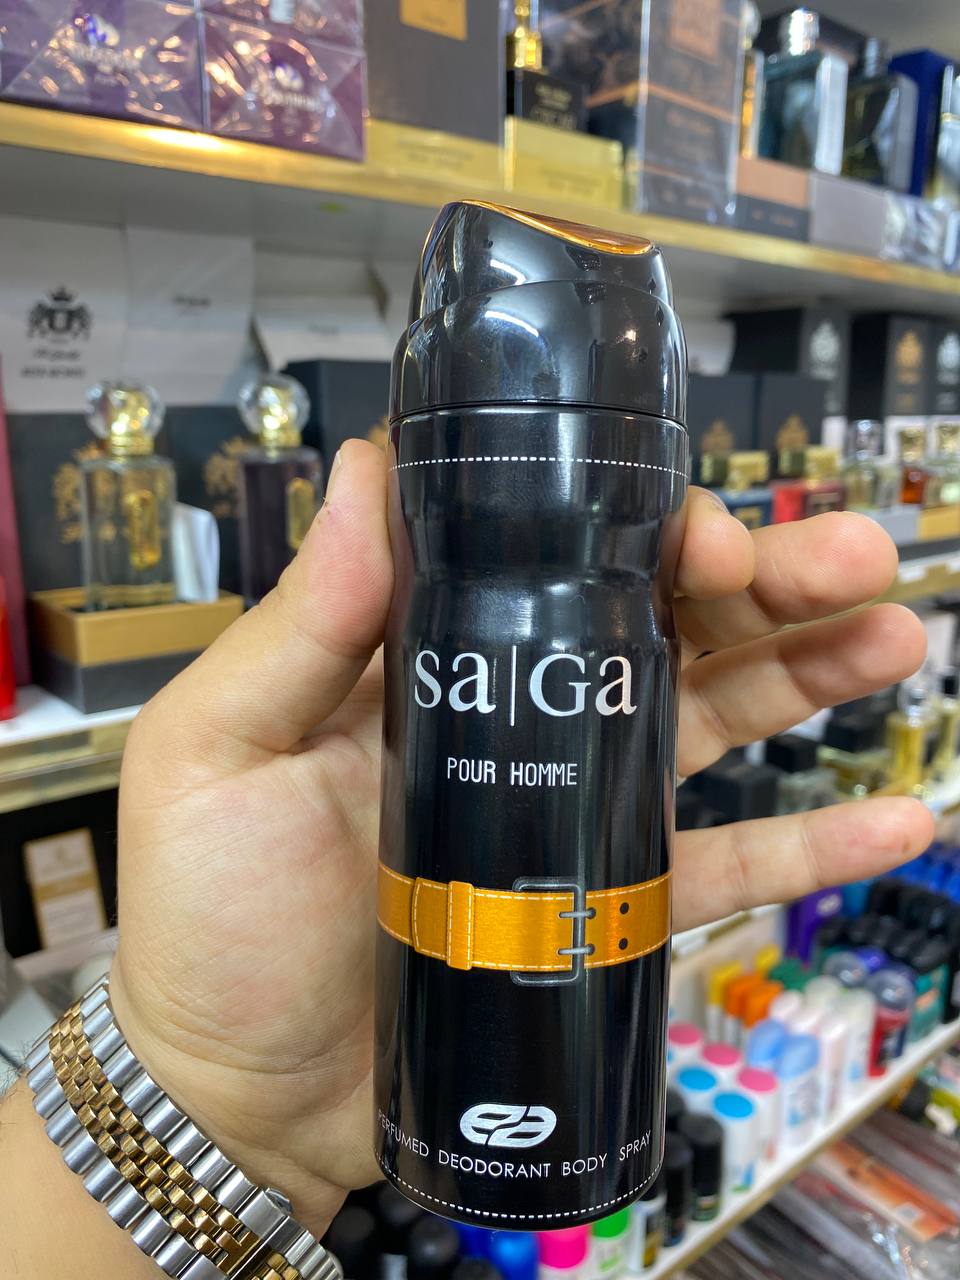 sa|Ga
POUR HOMME
PERFUMED DEODORANT BODY SPRAY